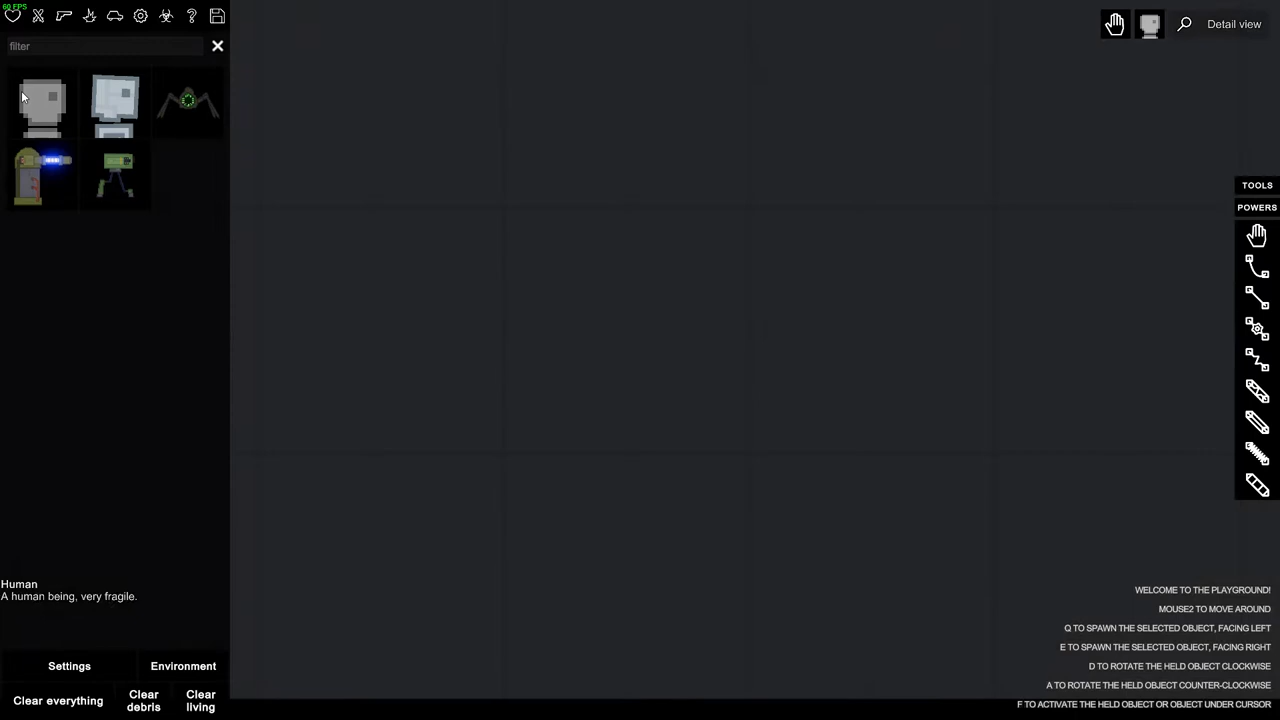 60 FPS
filter
Detail view
TOOLS
POWERS
Human
A human being, very fragile.
Settings
Environment
Clear everything
Clear debris
Clear living
WELCOME TO THE PLAYGROUND!
MOUSE2 TO MOVE AROUND
Q TO SPAWN THE SELECTED OBJECT, FACING LEFT
E TO SPAWN THE SELECTED OBJECT, FACING RIGHT
D TO ROTATE THE HELD OBJECT CLOCKWISE
A TO ROTATE THE HELD OBJECT COUNTER-CLOCKWISE
F TO ACTIVATE THE HELD OBJECT OR OBJECT UNDER CURSOR